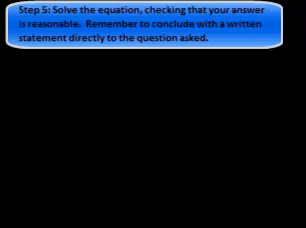 Step 5: Solve the equation, checking that your answer
is reasonable. Remember to conclude with a written
statement directly to the question asked.